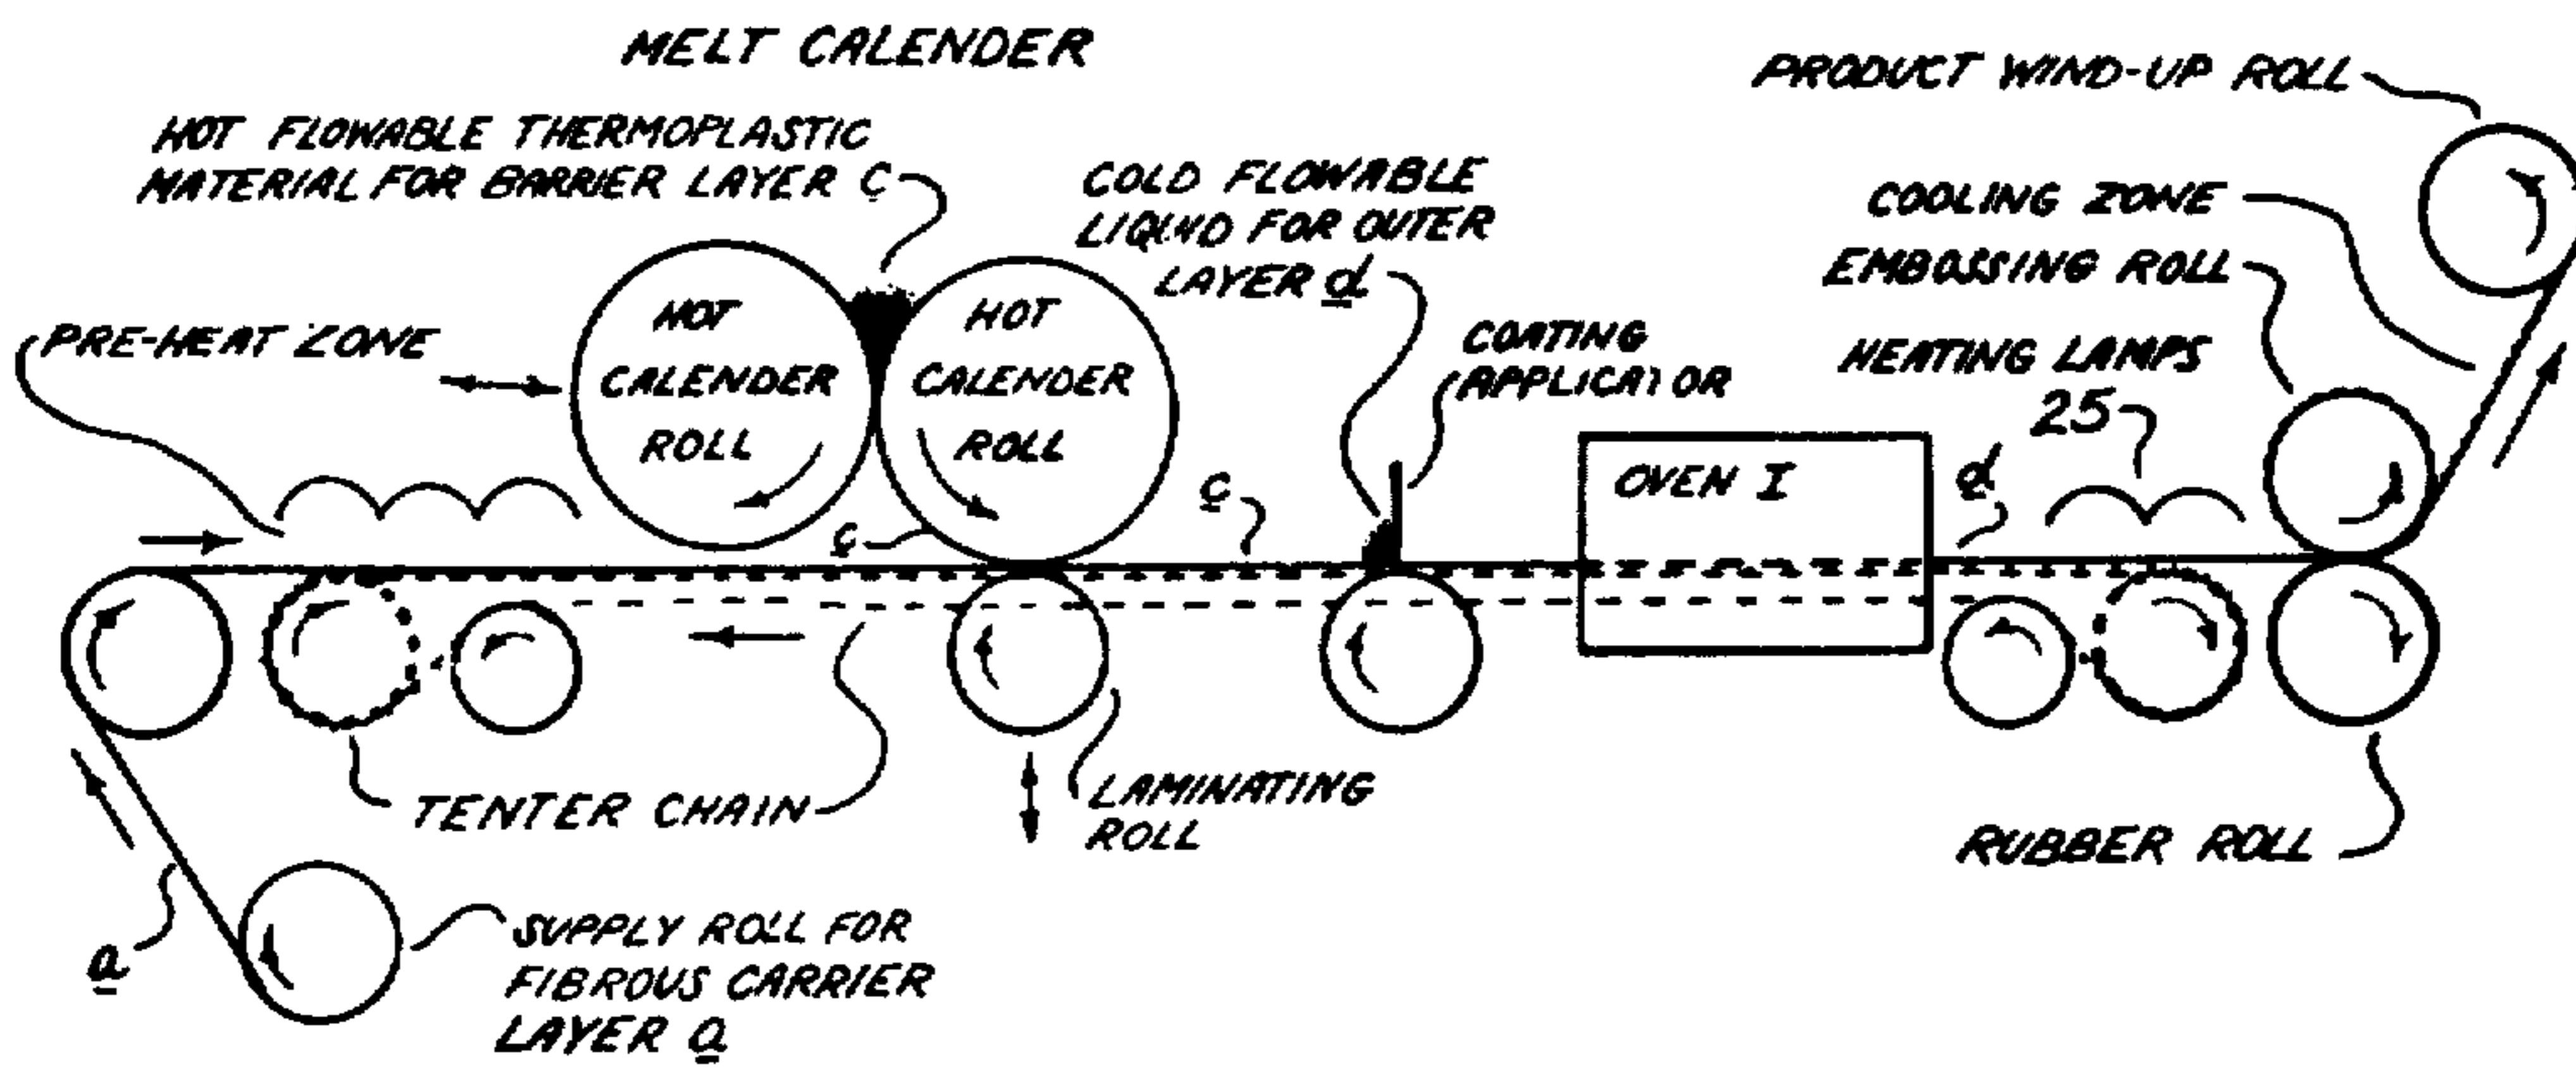 MELT CALENDER
HOT FLOWABLE THERMOPLASTIC
MATERIAL FOR BARRIER LAYER C
COLD FLOWABLE
LIQUID FOR OUTER
LAYER d
PRODUCT WIND-UP ROLL
COOLING ZONE
EMBOSSING ROLL
HEATING LAMPS
25
PRE-HEAT ZONE
HOT
CALENDER
ROLL
HOT
CALENDER
ROLL
COATING
APPLICATOR
OVEN I
c
c
d
TENTER CHAIN
LAMINATING
ROLL
RUBBER ROLL
a
SUPPLY ROLL FOR
FIBROUS CARRIER
LAYER a